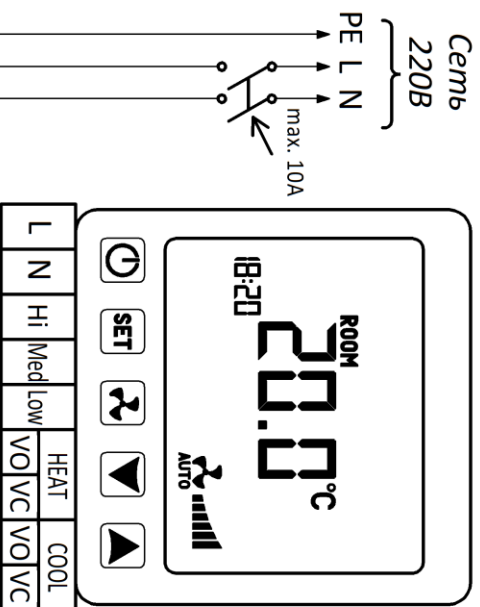 Сеть
220В
PE L N
max. 10A
ROOM
20.0 °C
18:20
AUTO
SET
HEAT COOL
L N Hi Med Low VO VC VO VC